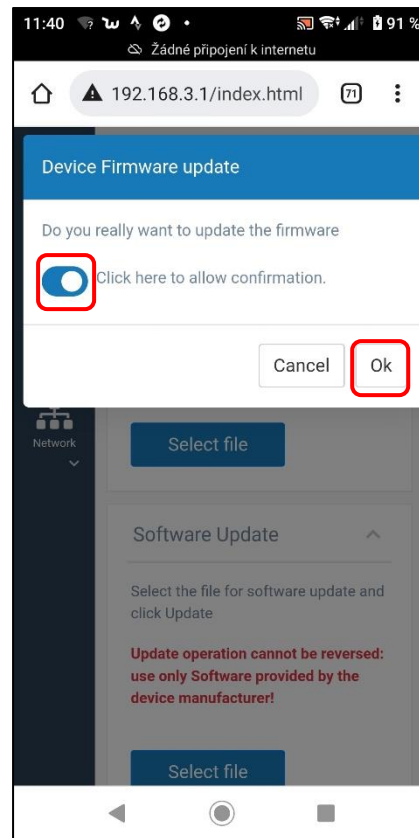 11:40 91 %
Žádné připojení k internetu
192.168.3.1/index.html 71
Device Firmware update
Do you really want to update the firmware
Click here to allow confirmation.
Cancel Ok
Network
Select file
Software Update
Select the file for software update and
click Update
Update operation cannot be reversed:
use only Software provided by the
device manufacturer!
Select file